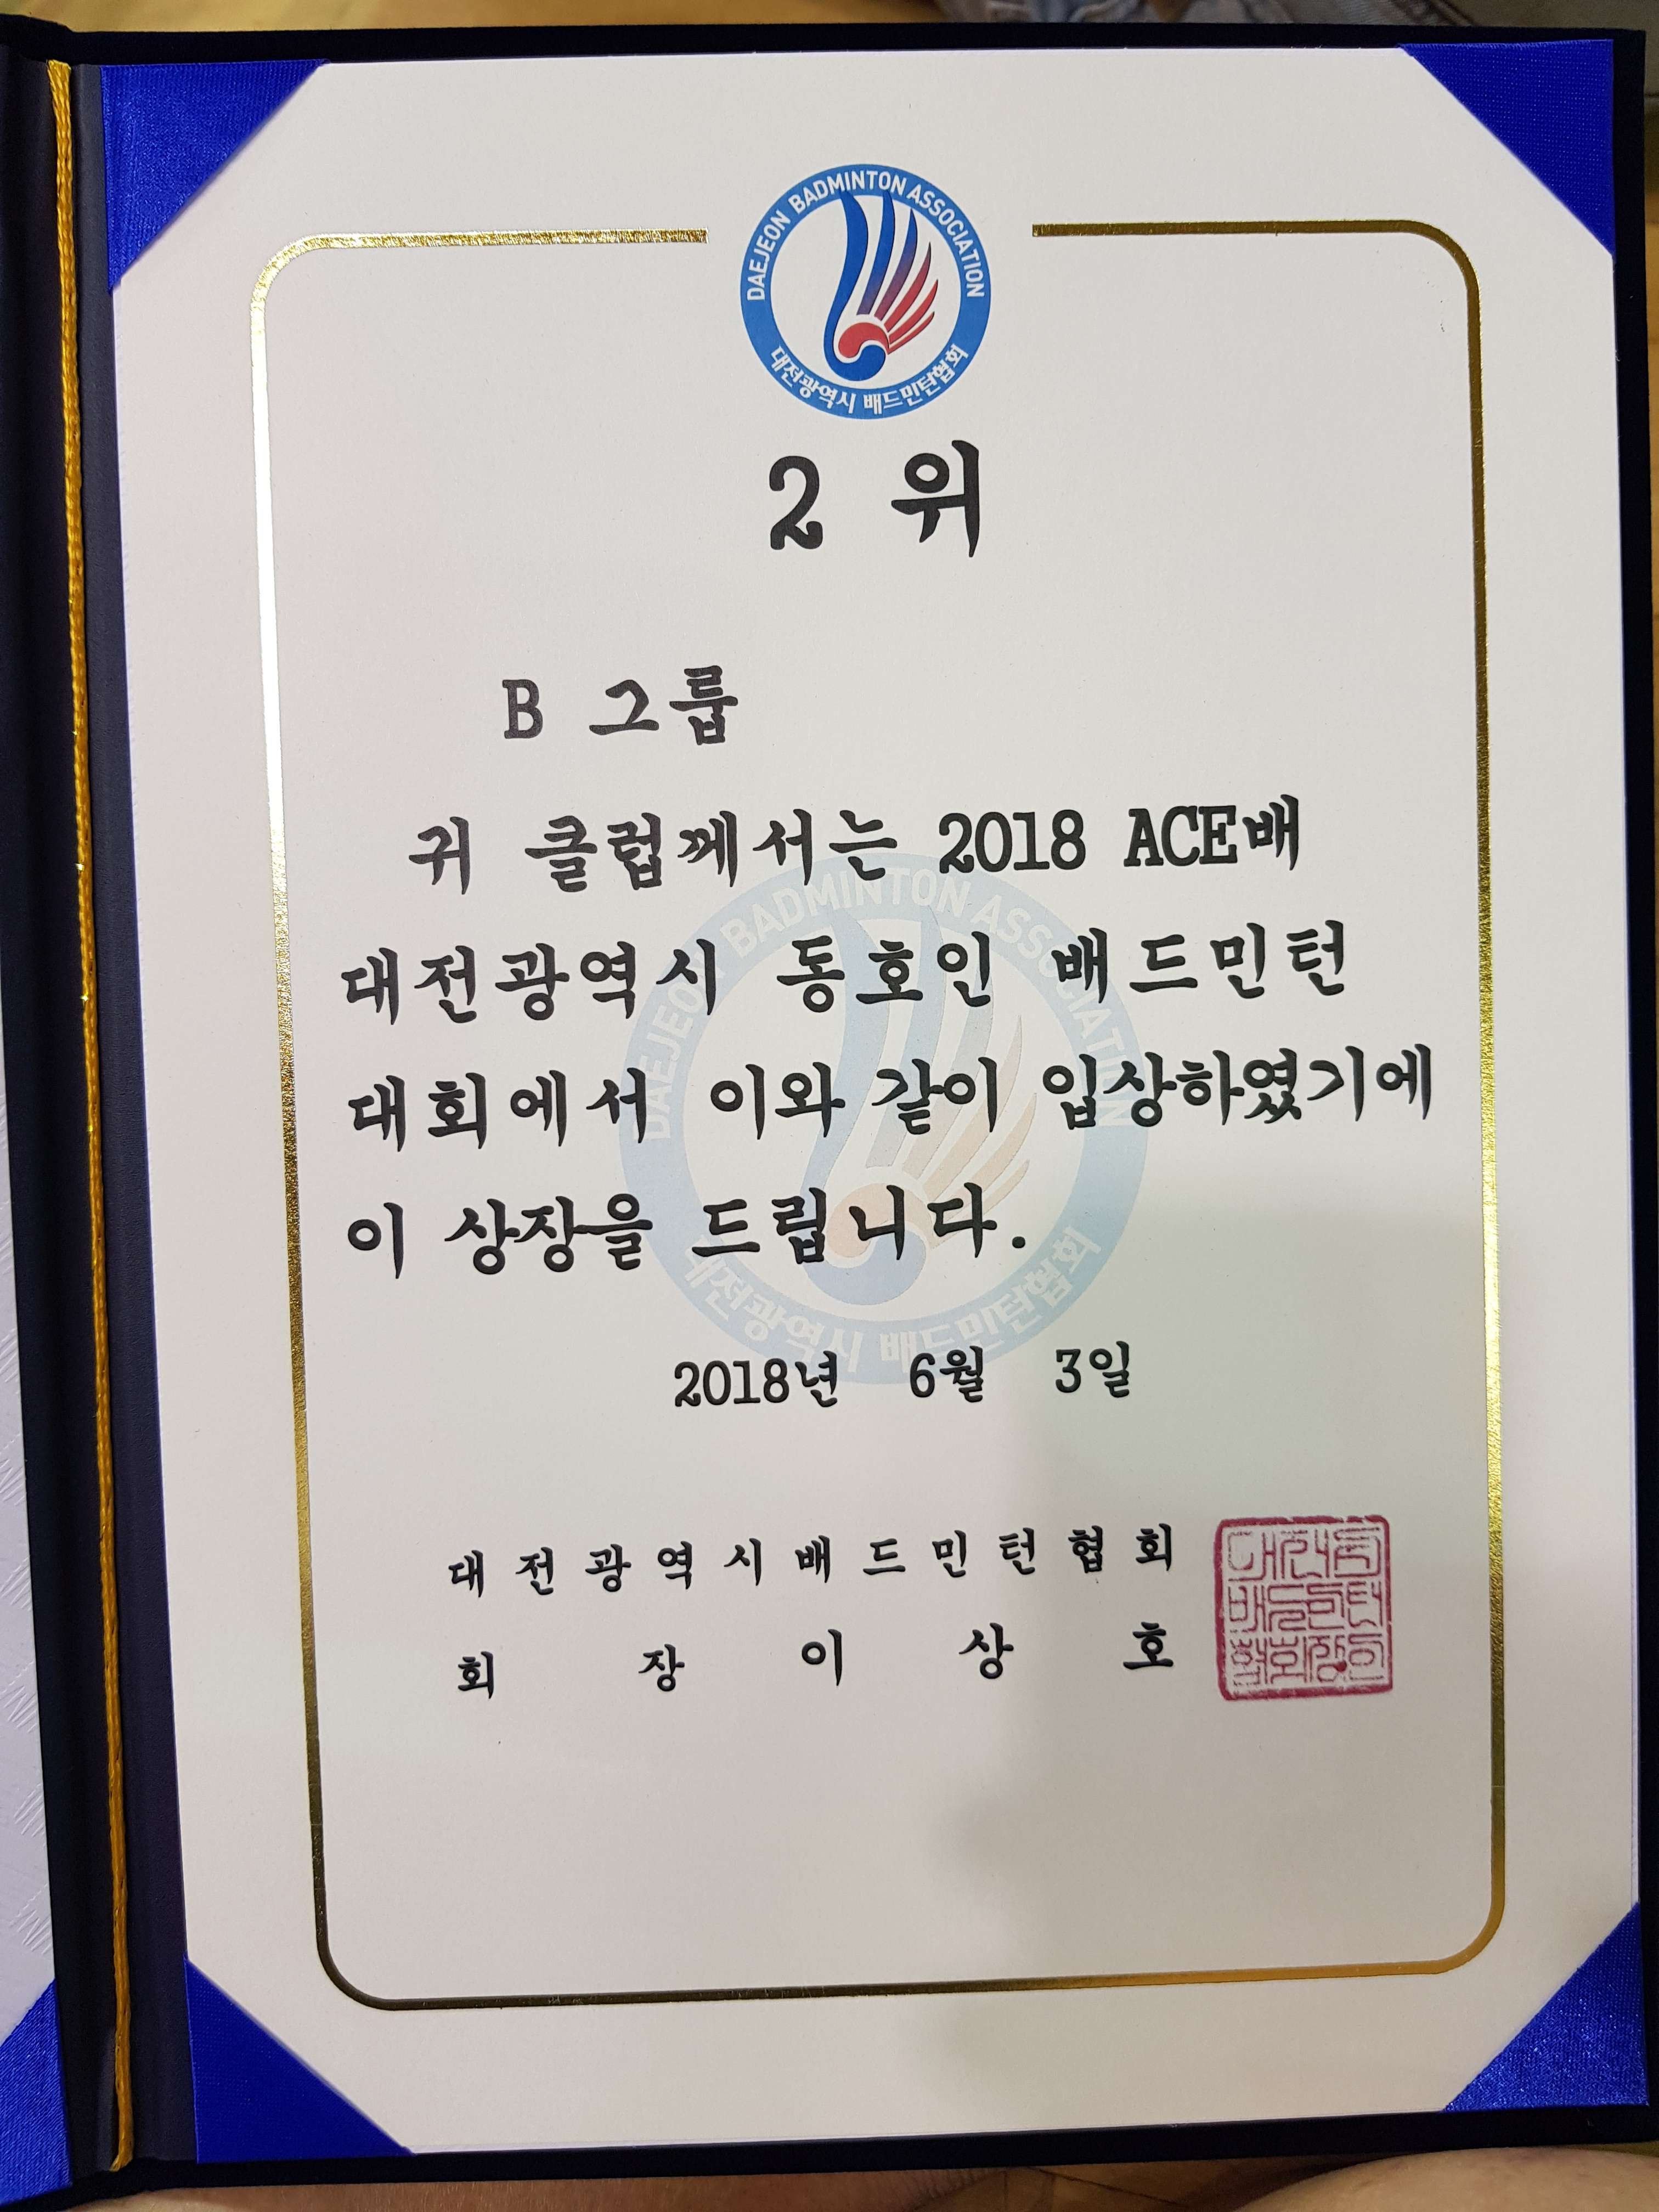 DAEJEON BADMINTON ASSOCIATION
대전광역시 배드민턴협회
2 위
B 그룹
귀 클럽께서는 2018 ACE배
대전광역시 동호인 배드민턴
대회에서 이와 같이 입상하였기에
이 상장을 드립니다.
2018년 6월 3일
대전광역시배드민턴협회
회 장 이 상 호